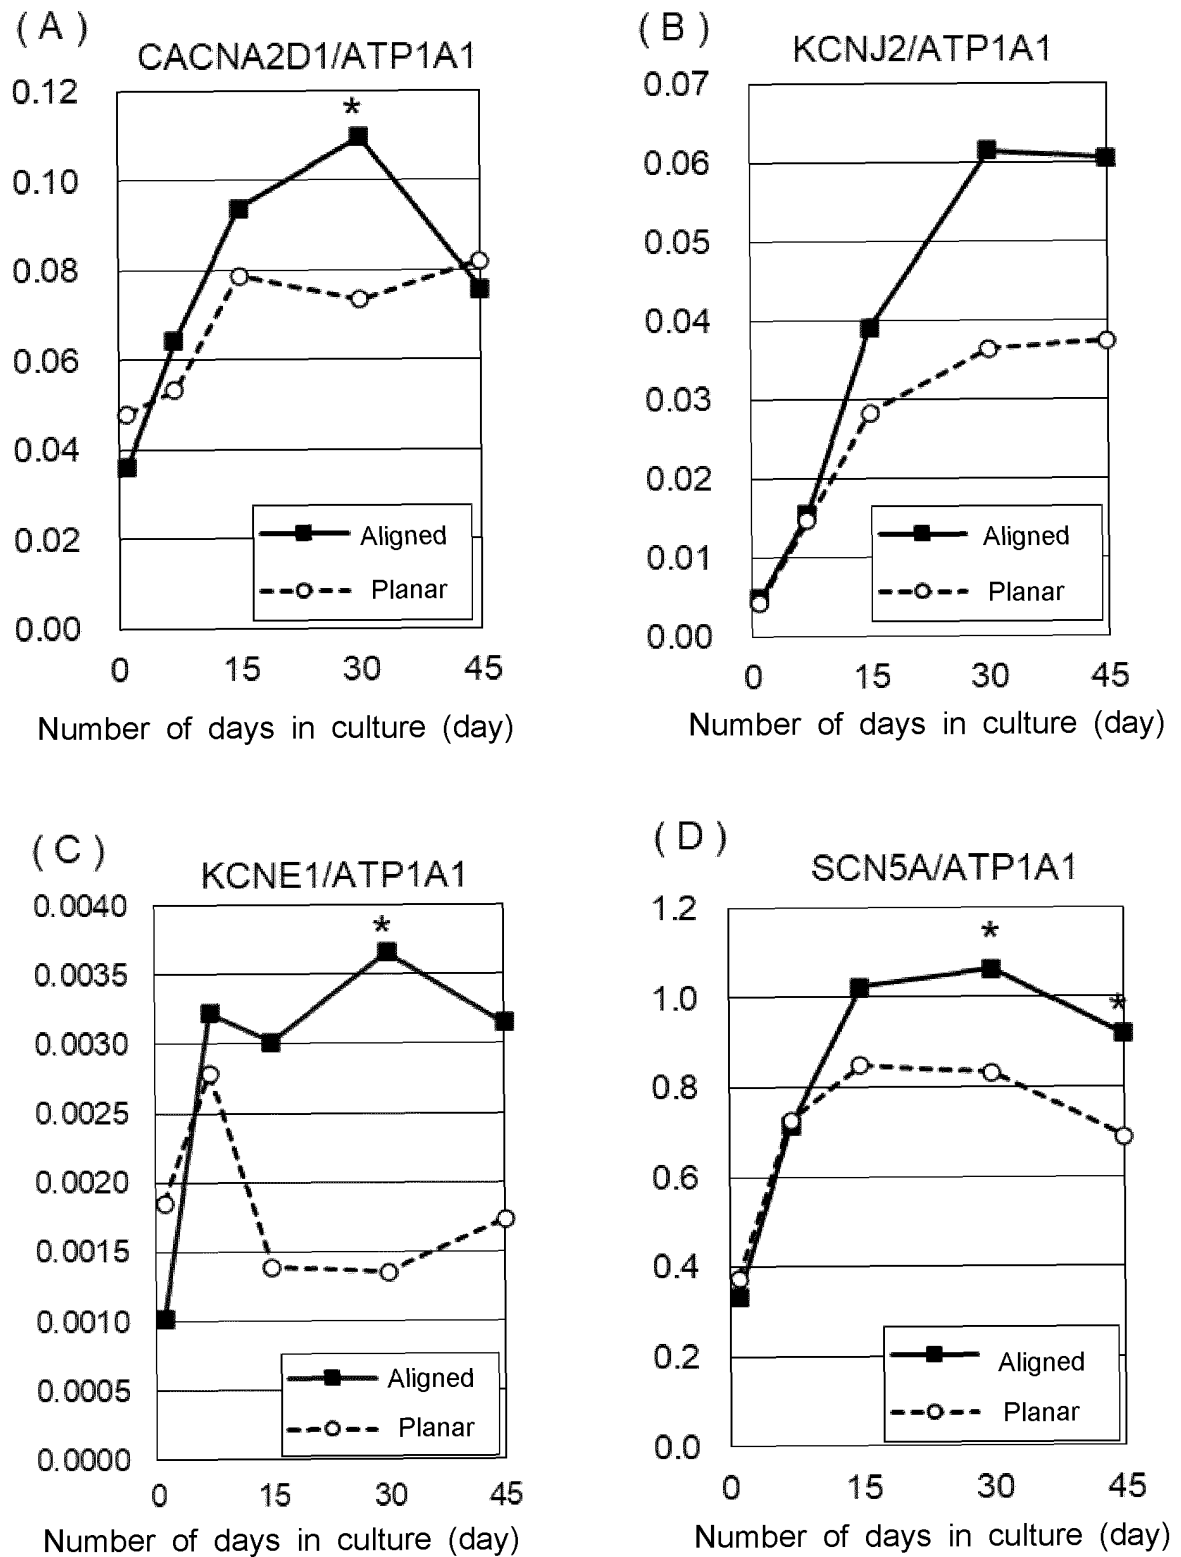 ( A )
CACNA2D1/ATP1A1
0.12
0.10
0.08
0.06
0.04
0.02
0.00
*
Aligned
Planar
0 15 30 45
Number of days in culture (day)
( B )
KCNJ2/ATP1A1
0.07
0.06
0.05
0.04
0.03
0.02
0.01
0.00
Aligned
Planar
0 15 30 45
Number of days in culture (day)
( C )
KCNE1/ATP1A1
0.0040
0.0035
0.0030
0.0025
0.0020
0.0015
0.0010
0.0005
0.0000
*
Aligned
Planar
0 15 30 45
Number of days in culture (day)
( D )
SCN5A/ATP1A1
1.2
1.0
0.8
0.6
0.4
0.2
0.0
*
*
Aligned
Planar
0 15 30 45
Number of days in culture (day)